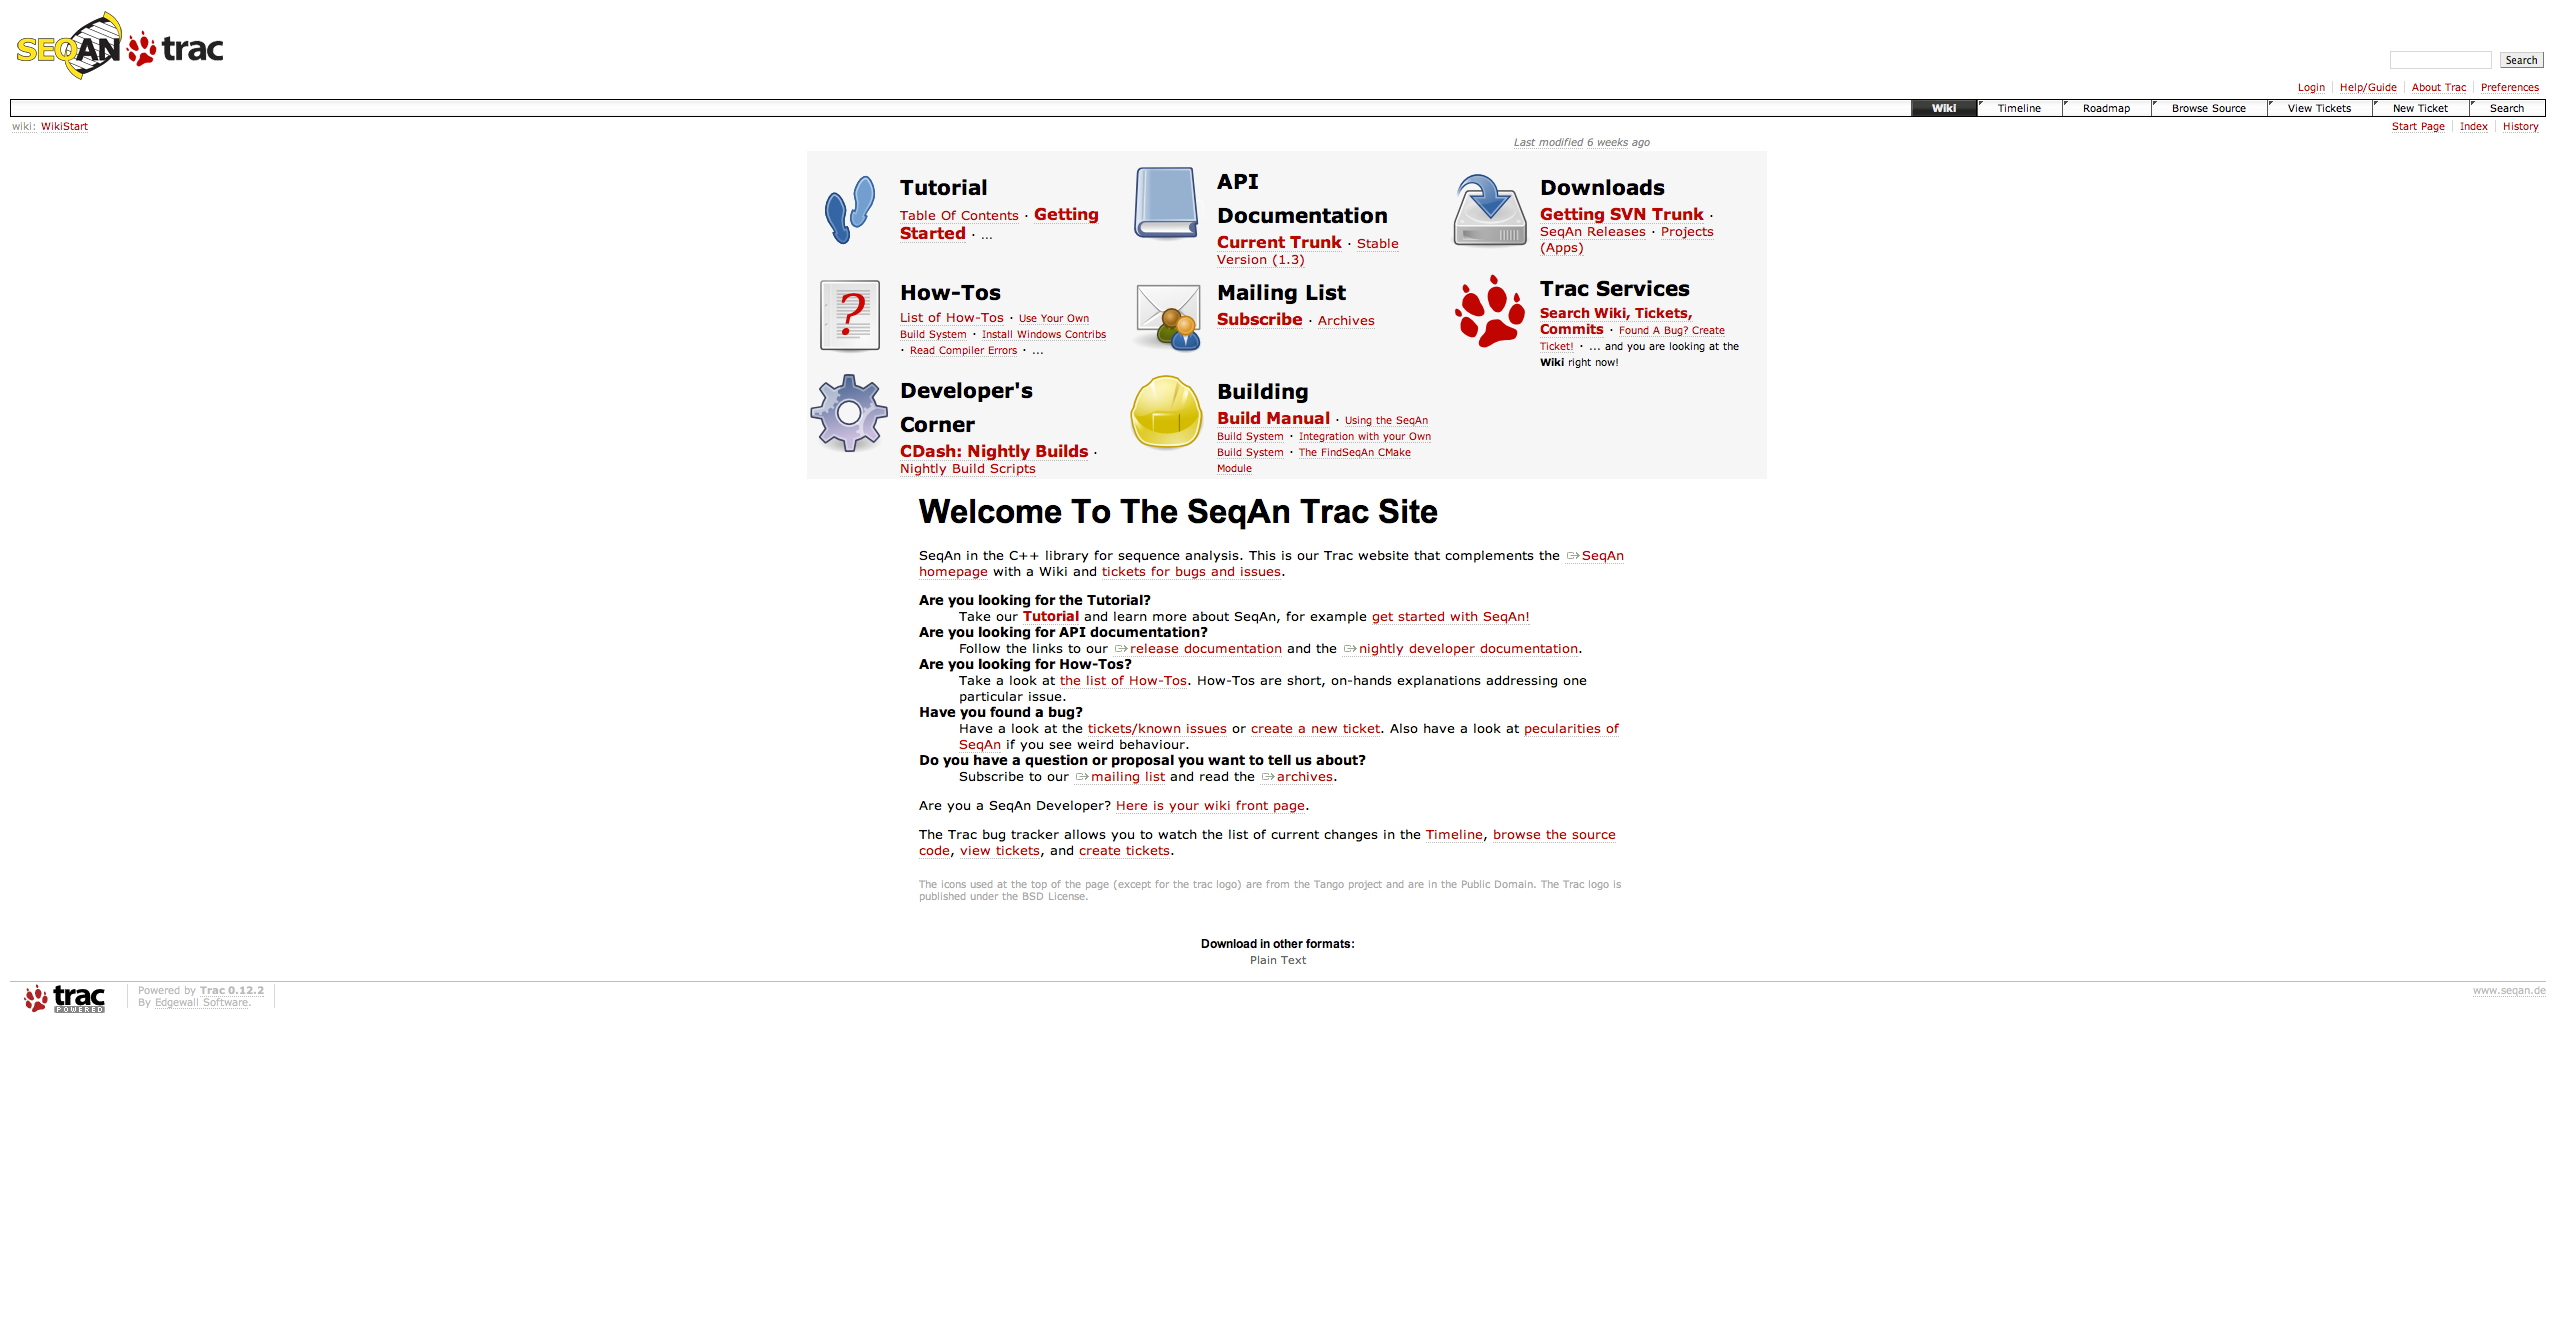 SEQAN trac
Search
Login Help/Guide About Trac Preferences
Wiki Timeline Roadmap Browse Source View Tickets New Ticket Search
wiki: WikiStart
Start Page Index History
Last modified 6 weeks ago
Tutorial
Table Of Contents · Getting
Started · ...
API
Documentation
Current Trunk · Stable
Version (1.3)
Downloads
Getting SVN Trunk ·
SeqAn Releases · Projects
(Apps)
How-Tos
List of How-Tos · Use Your Own
Build System · Install Windows Contribs
· Read Compiler Errors · ...
Mailing List
Subscribe · Archives
Trac Services
Search Wiki, Tickets,
Commits · Found A Bug? Create
Ticket! · ... and you are looking at the
Wiki right now!
Developer's
Corner
CDash: Nightly Builds ·
Nightly Build Scripts
Building
Build Manual · Using the SeqAn
Build System · Integration with your Own
Build System · The FindSeqAn CMake
Module
Welcome To The SeqAn Trac Site
SeqAn in the C++ library for sequence analysis. This is our Trac website that complements the SeqAn
homepage with a Wiki and tickets for bugs and issues.
Are you looking for the Tutorial?
Take our Tutorial and learn more about SeqAn, for example get started with SeqAn!
Are you looking for API documentation?
Follow the links to our release documentation and the nightly developer documentation.
Are you looking for How-Tos?
Take a look at the list of How-Tos. How-Tos are short, on-hands explanations addressing one
particular issue.
Have you found a bug?
Have a look at the tickets/known issues or create a new ticket. Also have a look at pecularities of
SeqAn if you see weird behaviour.
Do you have a question or proposal you want to tell us about?
Subscribe to our mailing list and read the archives.
Are you a SeqAn Developer? Here is your wiki front page.
The Trac bug tracker allows you to watch the list of current changes in the Timeline, browse the source
code, view tickets, and create tickets.
The icons used at the top of the page (except for the trac logo) are from the Tango project and are in the Public Domain. The Trac logo is
published under the BSD License.
Download in other formats:
Plain Text
trac
POWERED
Powered by Trac 0.12.2
By Edgewall Software.
www.seqan.de